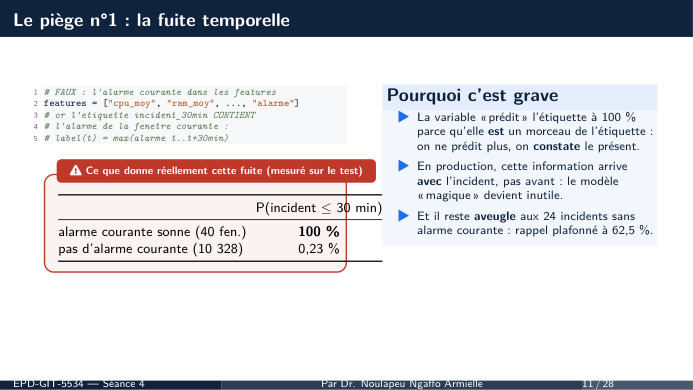 Le piège n°1 : la fuite temporelle
1 # FAUX : l'alarme courante dans les features
2 features = ["cpu_moy", "ram_moy", ..., "alarme"]
3 # or l'etiquette incident_30min CONTIENT
4 # l'alarme de la fenetre courante :
5 # label(t) = max(alarme t..t+30min)
Ce que donne réellement cette fuite (mesuré sur le test)
P(incident ≤ 30 min)
alarme courante sonne (40 fen.) 100 %
pas d'alarme courante (10 328) 0,23 %
Pourquoi c'est grave
La variable « prédit » l'étiquette à 100 %
parce qu'elle est un morceau de l'étiquette :
on ne prédit plus, on constate le présent.
En production, cette information arrive
avec l'incident, pas avant : le modèle
« magique » devient inutile.
Et il reste aveugle aux 24 incidents sans
alarme courante : rappel plafonné à 62,5 %.
EPD-GIT-5534 — Séance 4
Par Dr. Noulapeu Ngaffo Armielle
11 / 28